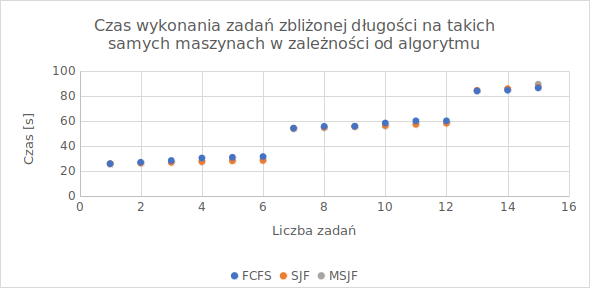 Czas wykonania zadań zbliżonej długości na takich
samych maszynach w zależności od algorytmu
100
80
60
40
20
0
Czas [s]
0 2 4 6 8 10 12 14 16
Liczba zadań
FCFS SJF MSJF